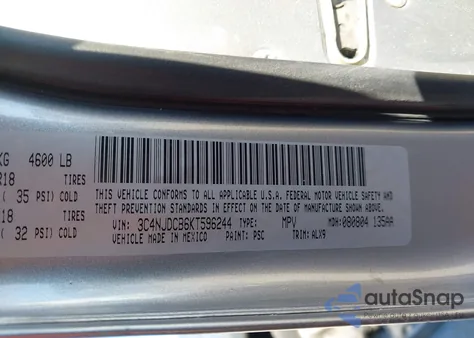 KG 4600 LB
R18 TIRES
( 35 PSI) COLD
18 TIRES
( 32 PSI) COLD
THIS VEHICLE CONFORMS TO ALL APPLICABLE U.S.A. FEDERAL MOTOR VEHICLE SAFETY AND
THEFT PREVENTION STANDARDS IN EFFECT ON THE DATE OF MANUFACTURE SHOWN ABOVE.
VIN: 3C4NJDCB6KT596244 TYPE: MPV MDH: 080804 135AA
VEHICLE MADE IN MEXICO PAINT: PSC TRIM: ALX9
autoSnap